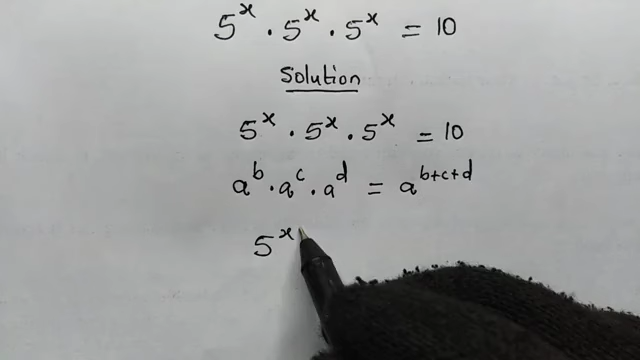 5^x · 5^x · 5^x = 10
Solution
5^x · 5^x · 5^x = 10
a^b · a^c · a^d = a^{b+c+d}
5^x